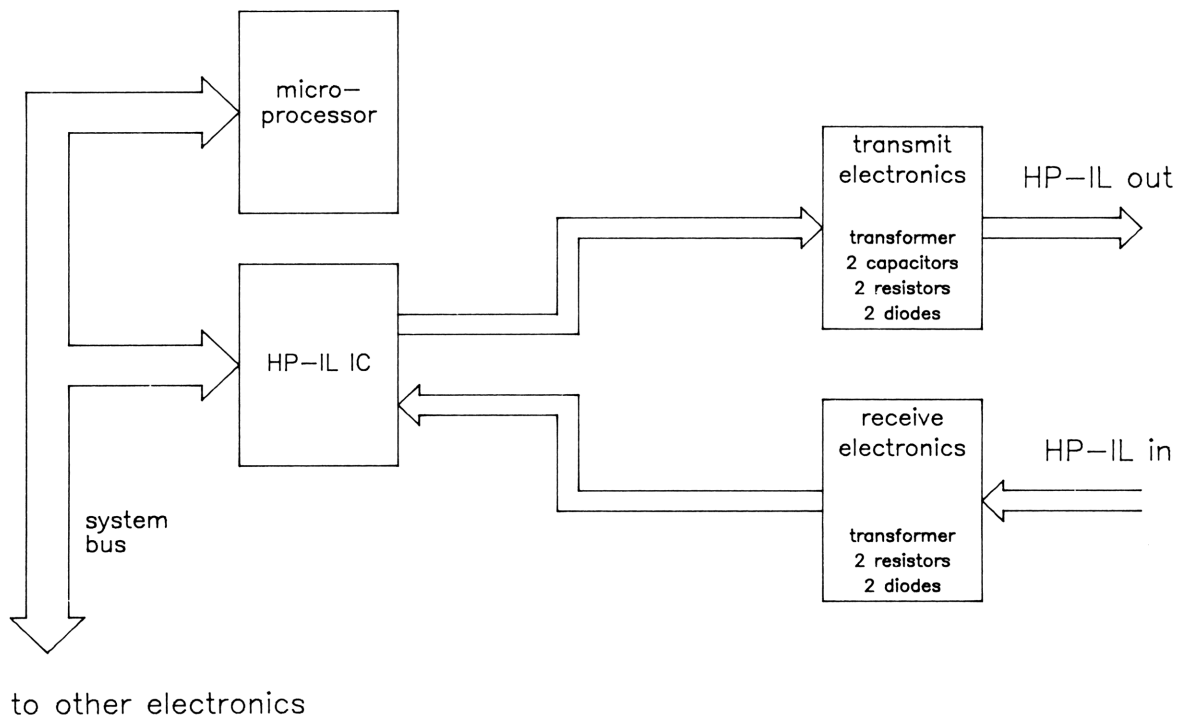 micro-
processor
transmit
electronics
HP-IL out
transformer
2 capacitors
2 resistors
2 diodes
HP-IL IC
receive
electronics
HP-IL in
transformer
2 resistors
2 diodes
system
bus
to other electronics